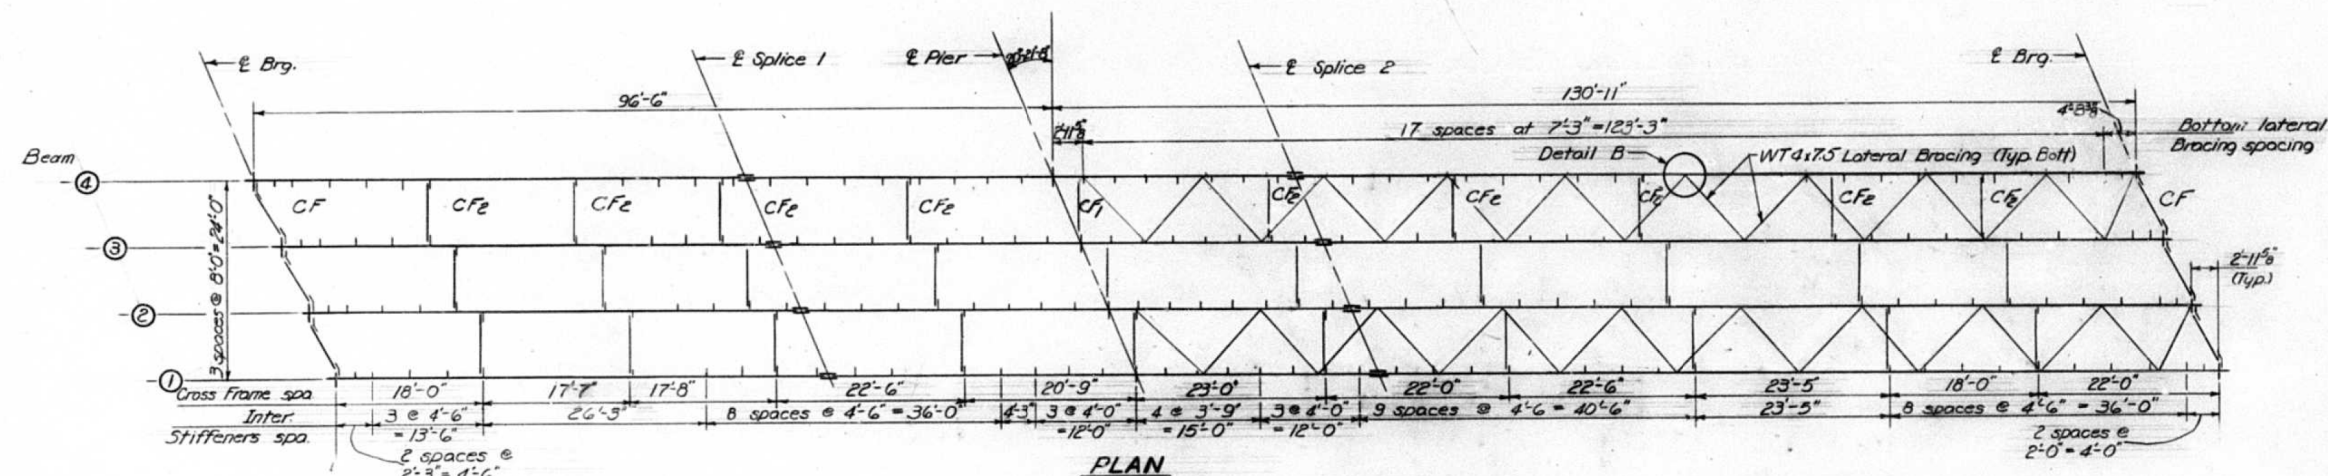 ℄ Brg.
℄ Splice 1
℄ Pier
℄ Splice 2
℄ Brg.
96'-6"
130'-11"
2'-11⅝"
17 spaces at 7'-3"=123'-3"
4'-8⅜"
Bottom lateral
Bracing spacing
Beam
Detail B
WT4x7.5 Lateral Bracing (Typ. Bott)
4
CF
CF2
CF2
CF2
CF2
CF1
CF2
CF2
CF2
CF2
CF2
CF
3 spaces @ 8'-0"=24'-0"
3
2'-11⅝"
(Typ.)
2
1
Cross Frame spa.
18'-0"
17'-7"
17'-8"
22'-6"
20'-9"
23'-0"
22'-0"
22'-6"
23'-5"
18'-0"
22'-0"
Inter.
Stiffeners spa.
3 @ 4'-6"
= 13'-6"
26'-3"
8 spaces @ 4'-6" = 36'-0"
4'-3"
3 @ 4'-0"
=12'-0"
4 @ 3'-9"
= 15'-0"
3 @ 4'-0"
= 12'-0"
9 spaces @ 4'-6 = 40'-6"
23'-5"
8 spaces @ 4'-6" = 36'-0"
2 spaces @
2'-3"= 4'-6"
2 spaces @
2'-0"= 4'-0"
PLAN